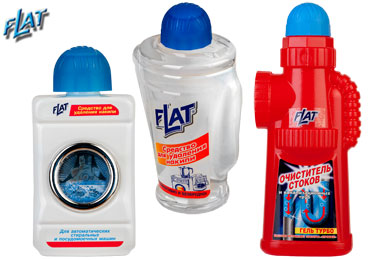 FLAT
FLAT
Средство для
удаления накипи
Для автоматических
стиральных
и посудомоечных машин
FLAT
Средство
для удаления
накипи
FLAT
ОЧИСТИТЕЛЬ
СТОКОВ
ГЕЛЬ ТУРБО